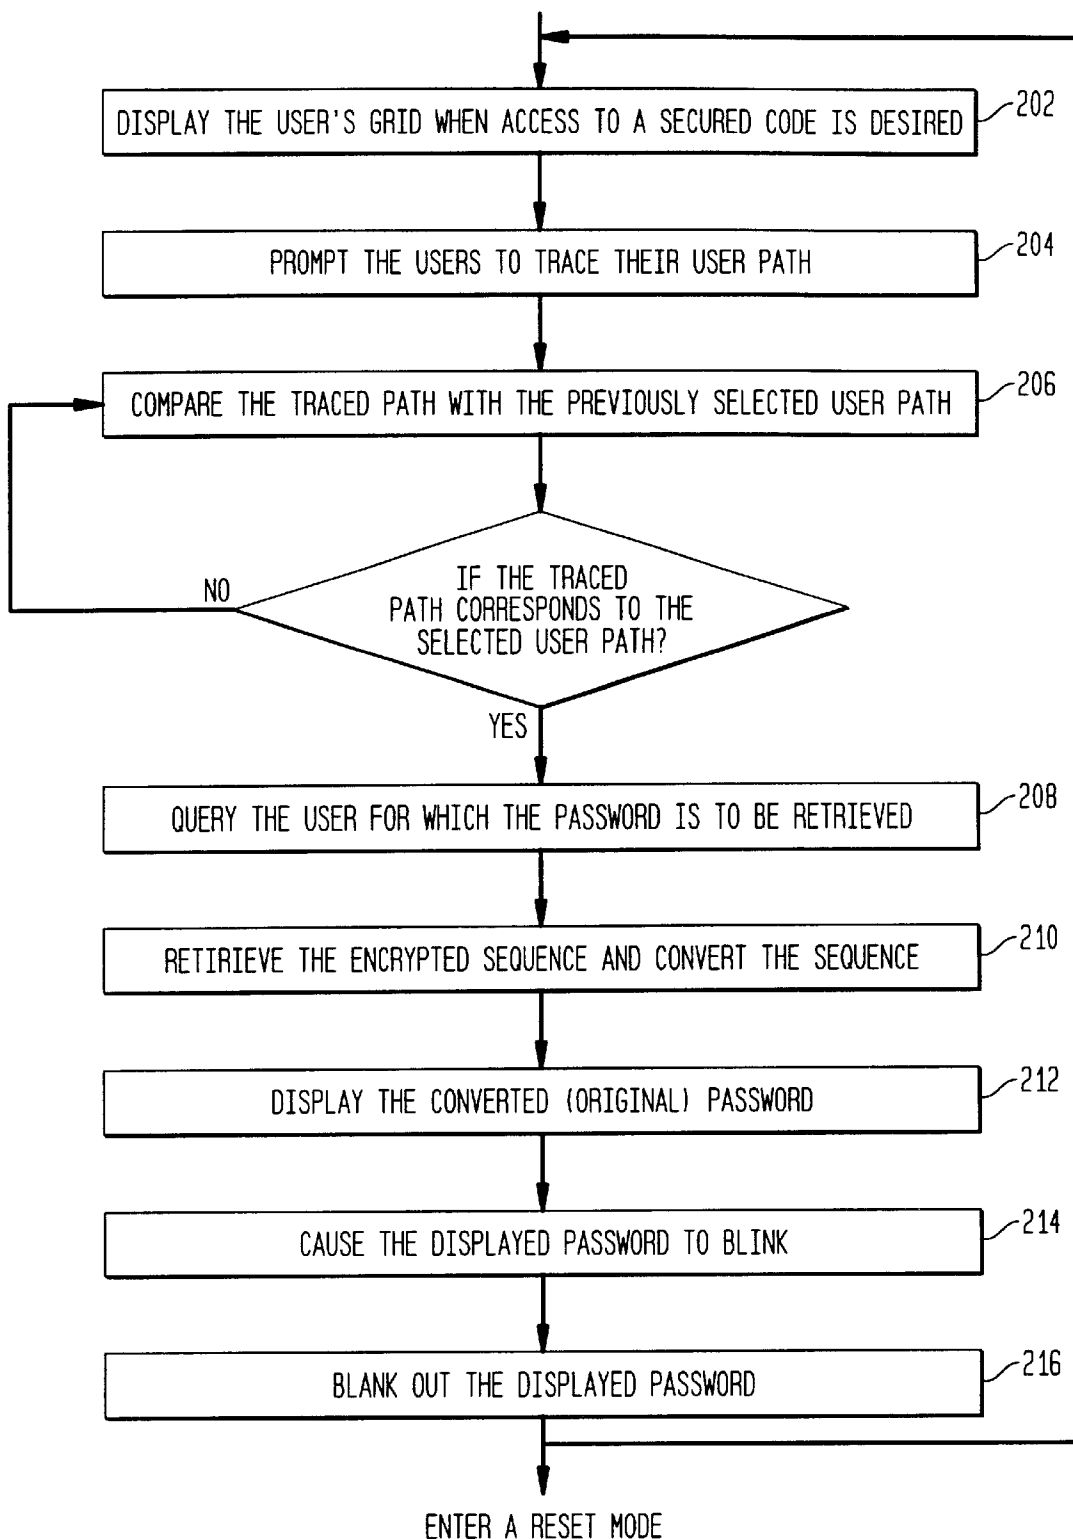 DISPLAY THE USER'S GRID WHEN ACCESS TO A SECURED CODE IS DESIRED
202
PROMPT THE USERS TO TRACE THEIR USER PATH
204
COMPARE THE TRACED PATH WITH THE PREVIOUSLY SELECTED USER PATH
206
IF THE TRACED
PATH CORRESPONDS TO THE
SELECTED USER PATH?
NO
YES
QUERY THE USER FOR WHICH THE PASSWORD IS TO BE RETRIEVED
208
RETIRIEVE THE ENCRYPTED SEQUENCE AND CONVERT THE SEQUENCE
210
DISPLAY THE CONVERTED (ORIGINAL) PASSWORD
212
CAUSE THE DISPLAYED PASSWORD TO BLINK
214
BLANK OUT THE DISPLAYED PASSWORD
216
ENTER A RESET MODE